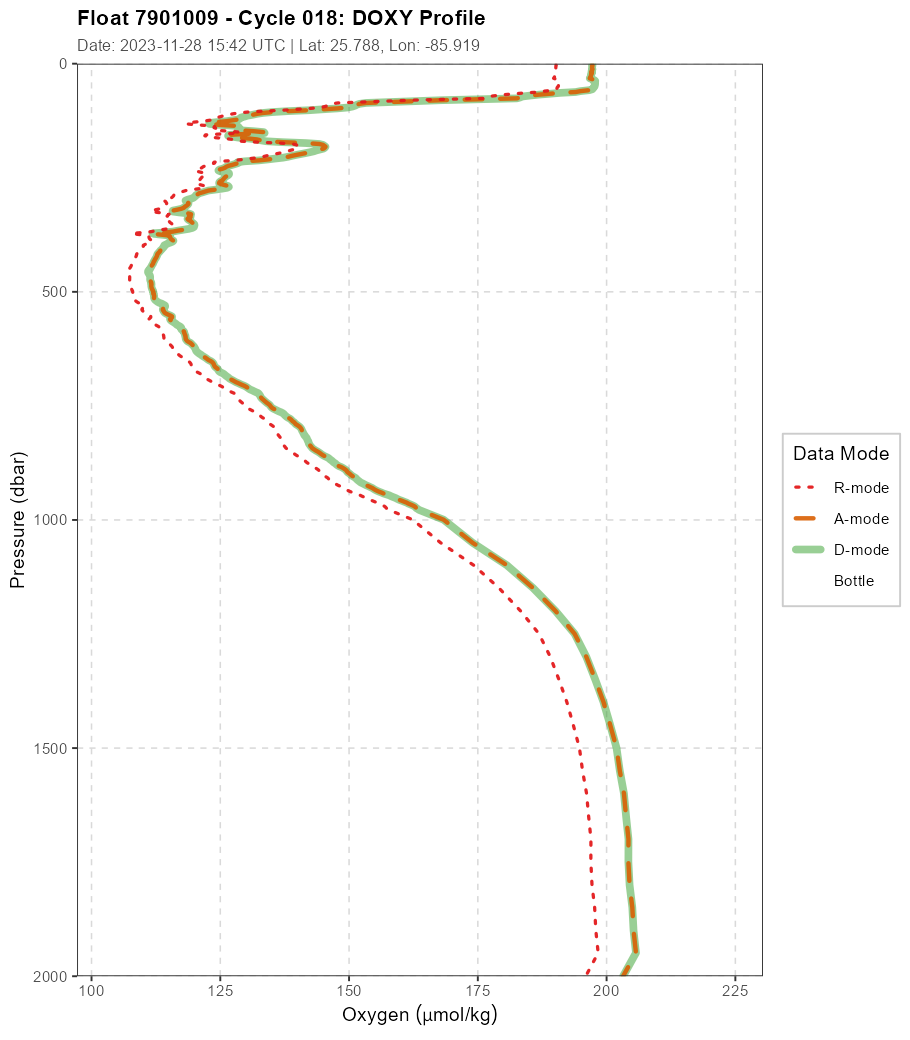 Float 7901009 - Cycle 018: DOXY Profile
Date: 2023-11-28 15:42 UTC | Lat: 25.788, Lon: -85.919
0
500
1000
1500
2000
Pressure (dbar)
100 125 150 175 200 225
Oxygen (μmol/kg)
Data Mode
R-mode
A-mode
D-mode
Bottle